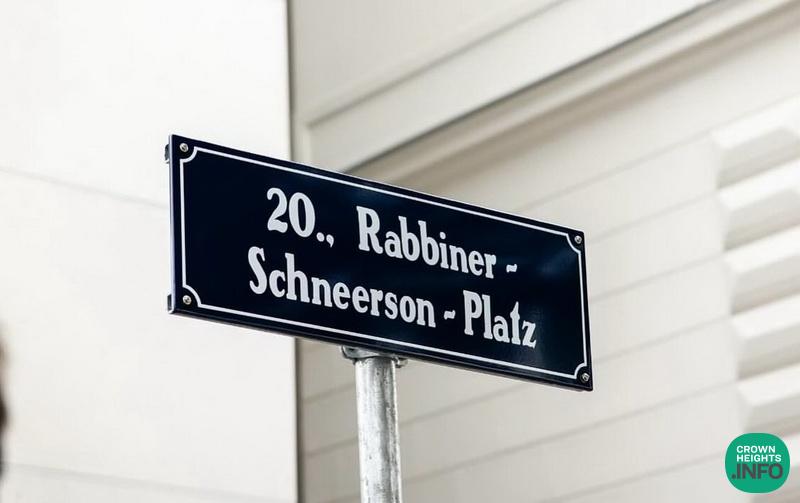 20., Rabbiner -
Schneerson - Platz
CROWN
HEIGHTS
.INFO